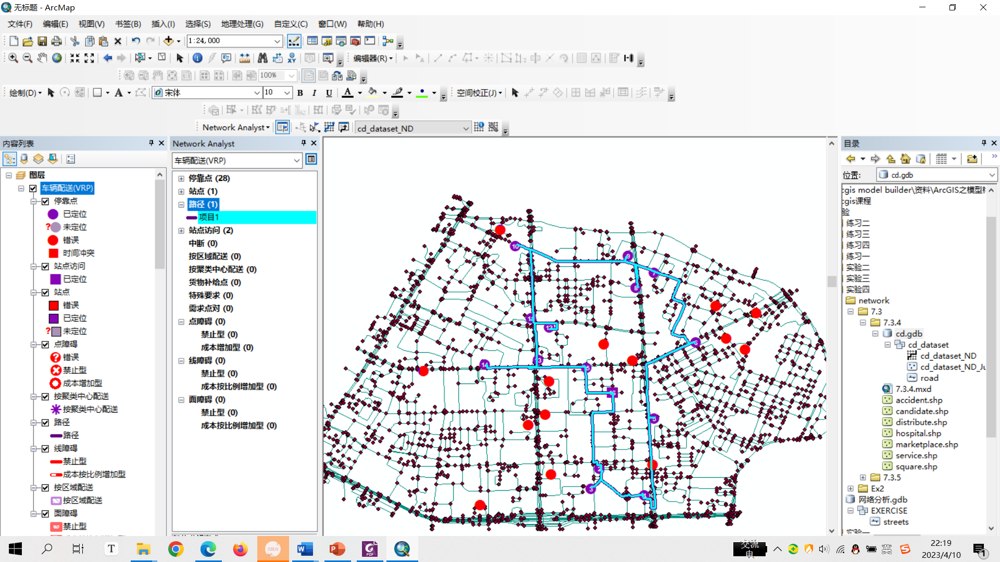 无标题 - ArcMap
文件(F) 编辑(E) 视图(V) 书签(B) 插入(I) 选择(S) 地理处理(G) 自定义(C) 窗口(W) 帮助(H)
1:24,000
编辑器(R)
100%
绘制(D) A 宋体 10 B I U A 空间校正(J)
Network Analyst cd_dataset_ND
内容列表
图层
车辆配送(VRP)
停靠点
已定位
未定位
错误
时间冲突
站点访问
已定位
站点
错误
已定位
未定位
点障碍
错误
禁止型
成本增加型
按聚类中心配送
按聚类中心配送
路径
路径
线障碍
禁止型
成本按比例增加型
按区域配送
按区域配送
面障碍
禁止型
Network Analyst
车辆配送(VRP)
停靠点 (28)
站点 (1)
路径 (1)
项目1
站点访问 (2)
中断 (0)
按区域配送 (0)
按聚类中心配送 (0)
货物补给点 (0)
特殊要求 (0)
需求点对 (0)
点障碍 (0)
禁止型 (0)
成本增加型 (0)
线障碍 (0)
禁止型 (0)
成本按比例增加型 (0)
面障碍 (0)
禁止型 (0)
成本按比例增加型 (0)
10
9
7
8
12
6
13
14
5
2
3
目录
位置: cd.gdb
cgis model builder\资料\ArcGIS之模型
cgis课程
验
练习二
练习三
练习四
练习一
实验二
实验三
实验四
network
7.3
7.3.4
cd.gdb
cd_dataset
cd_dataset_ND
cd_dataset_ND_Ju
road
7.3.4.mxd
accident.shp
candidate.shp
distribute.shp
hospital.shp
marketplace.shp
service.shp
square.shp
7.3.5
Ex2
网络分析.gdb
EXERCISE
streets
实验一
交流电
英
22:19
2023/4/10
1